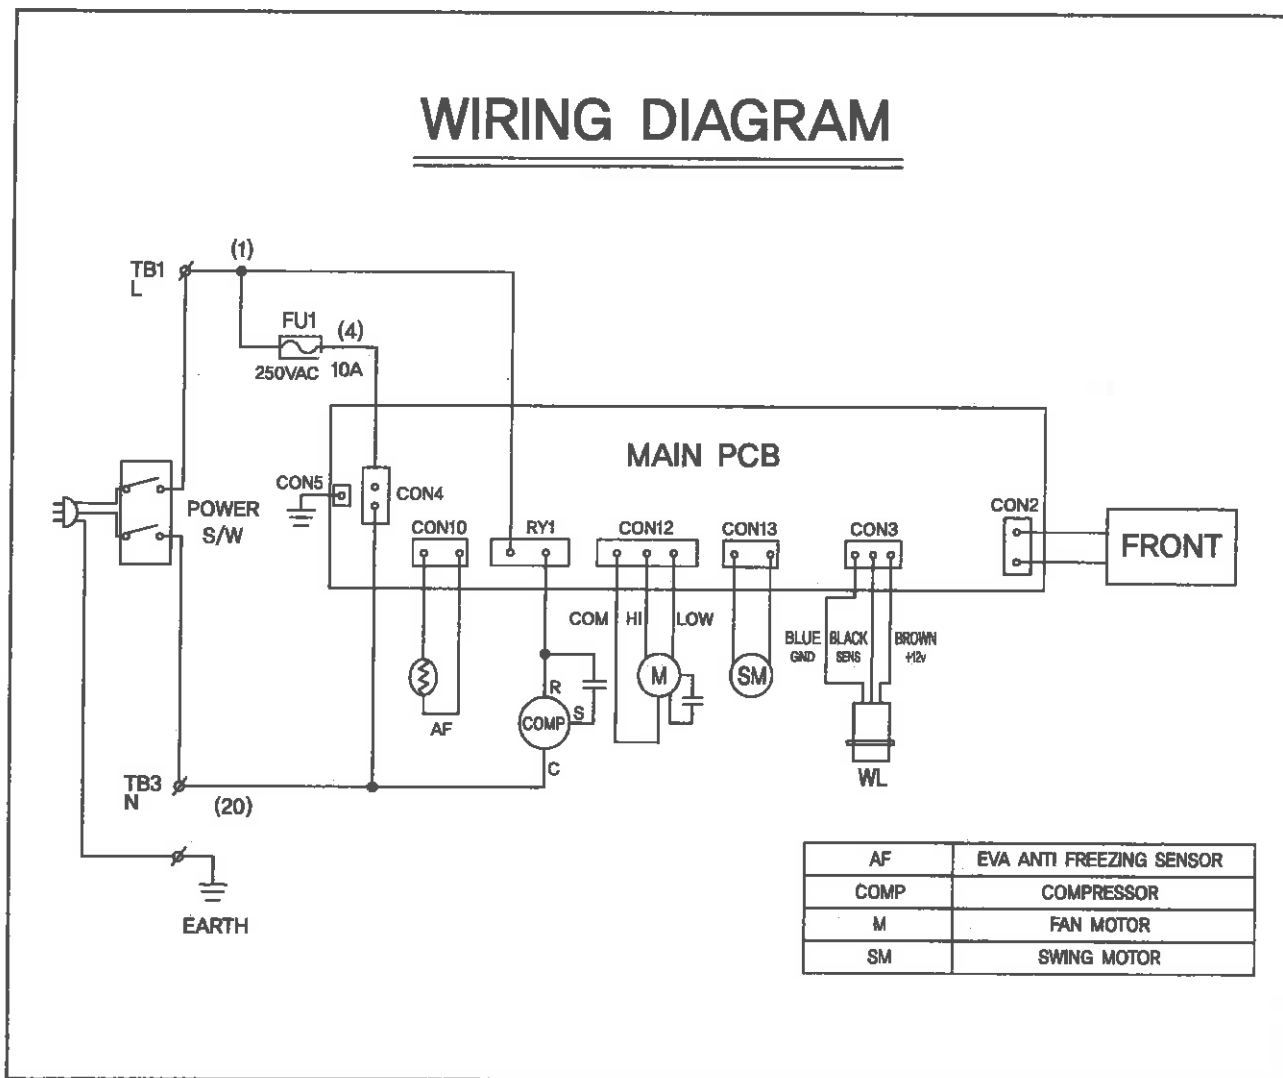 WIRING DIAGRAM
(1)
TB1
L
FU1
(4)
250VAC 10A
MAIN PCB
CON5
CON4
POWER
S/W
CON10
RY1
CON12
CON13
CON3
CON2
FRONT
COM
HI
LOW
BLUE
GND
BLACK
SENS
BROWN
+12v
R
S
COMP
C
M
SM
AF
WL
TB3
N
(20)
EARTH
AF EVA ANTI FREEZING SENSOR
COMP COMPRESSOR
M FAN MOTOR
SM SWING MOTOR